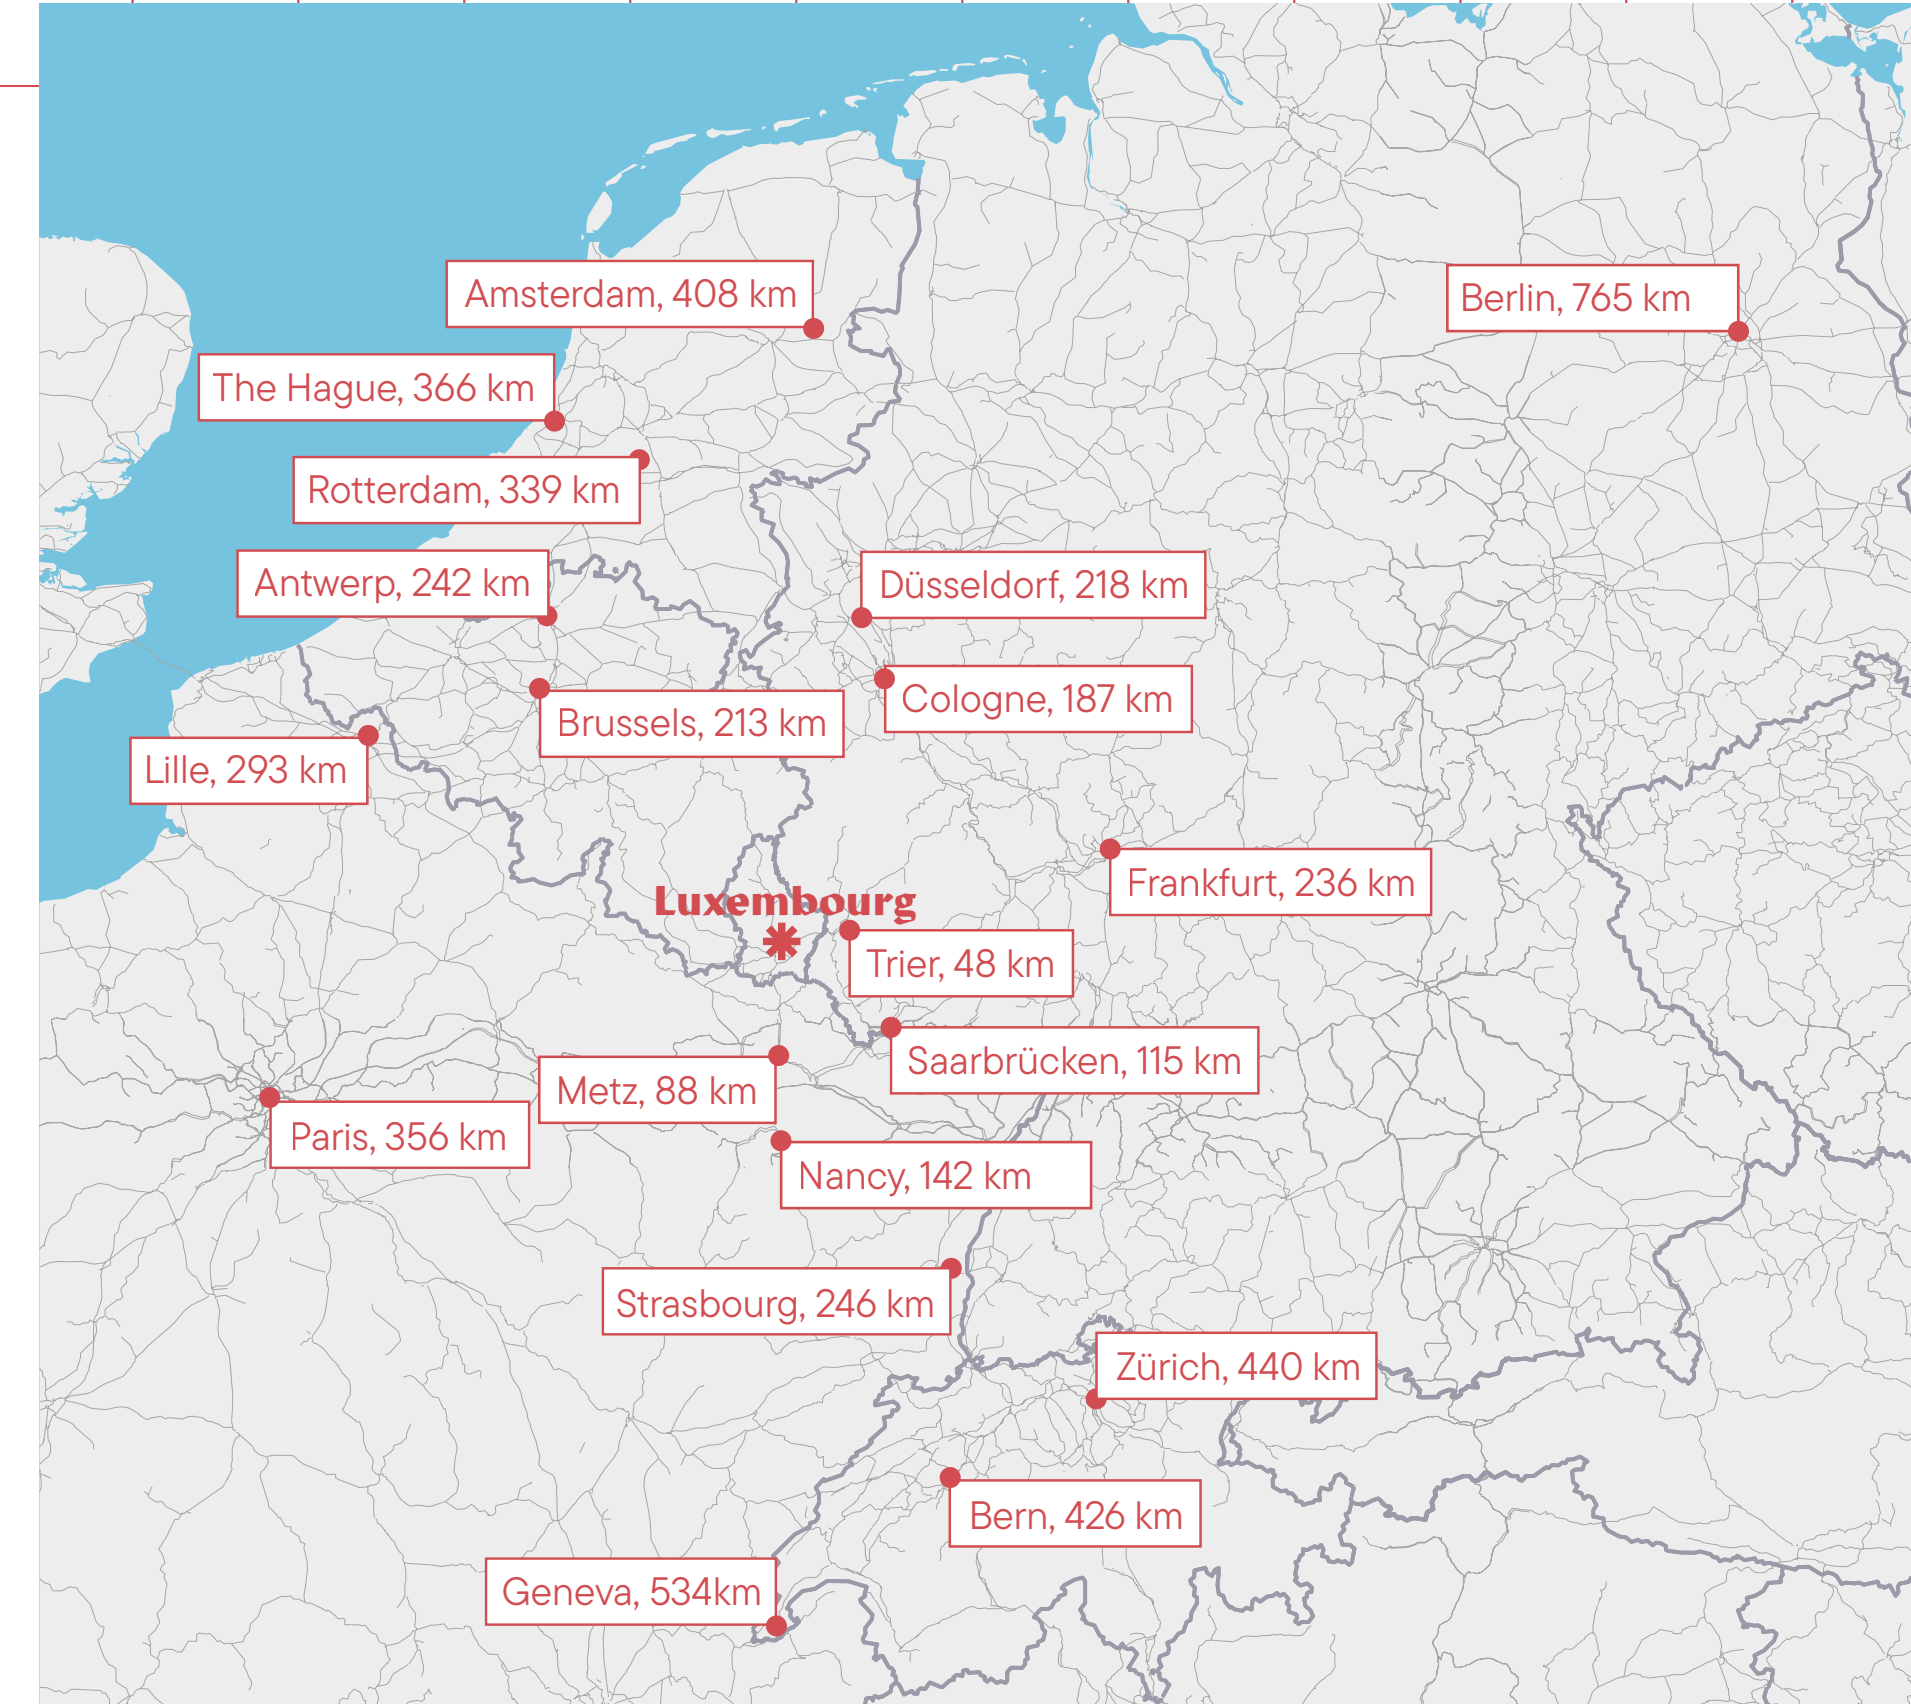 Amsterdam, 408 km
Berlin, 765 km
The Hague, 366 km
Rotterdam, 339 km
Antwerp, 242 km
Düsseldorf, 218 km
Cologne, 187 km
Brussels, 213 km
Lille, 293 km
Frankfurt, 236 km
Luxembourg
Trier, 48 km
Saarbrücken, 115 km
Metz, 88 km
Paris, 356 km
Nancy, 142 km
Strasbourg, 246 km
Zürich, 440 km
Bern, 426 km
Geneva, 534km